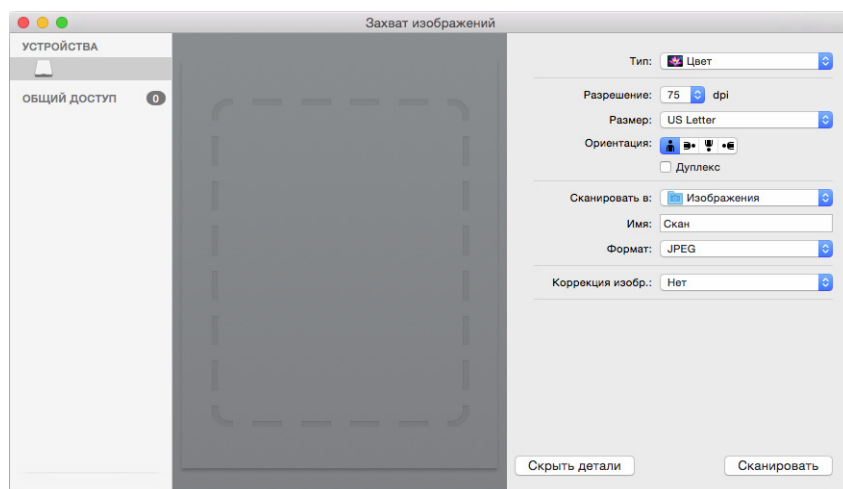 Захват изображений
УСТРОЙСТВА
ОБЩИЙ ДОСТУП 0
Тип: Цвет
Разрешение: 75 dpi
Размер: US Letter
Ориентация:
Дуплекс
Сканировать в: Изображения
Имя: Скан
Формат: JPEG
Коррекция изобр.: Нет
Скрыть детали Сканировать